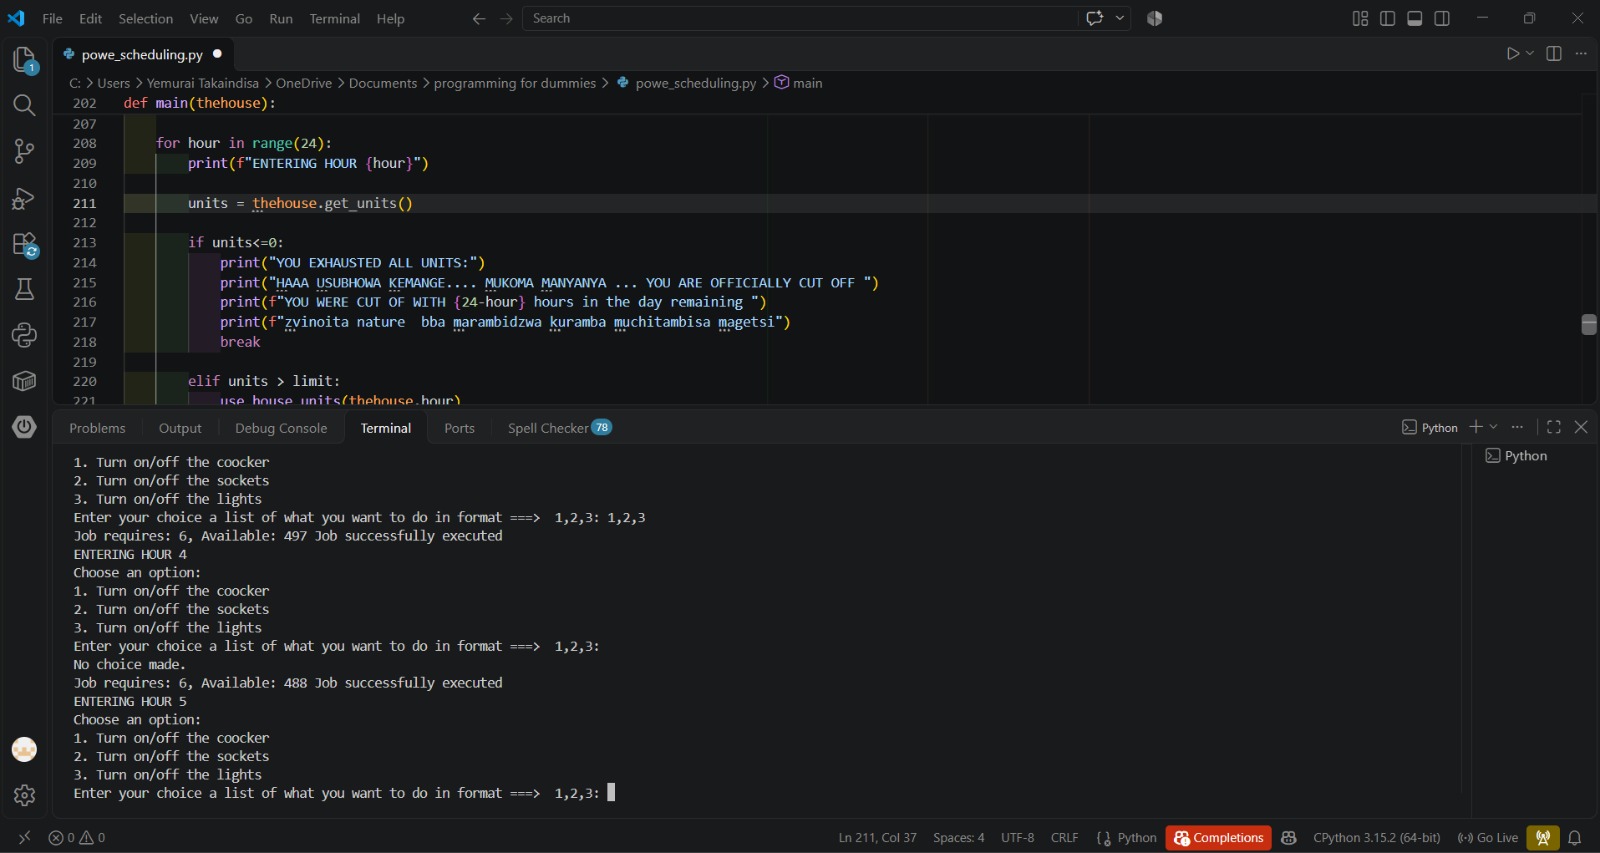 File Edit Selection View Go Run Terminal Help Search
powe_scheduling.py
C: > Users > Yemurai Takaindisa > OneDrive > Documents > programming for dummies > powe_scheduling.py > main
202 def main(thehouse):
207
208 for hour in range(24):
209 print(f"ENTERING HOUR {hour}")
210
211 units = thehouse.get_units()
212
213 if units<=0:
214 print("YOU EXHAUSTED ALL UNITS:")
215 print("HAAA USUBHOWA KEMANGE.... MUKOMA MANYANYA ... YOU ARE OFFICIALLY CUT OFF ")
216 print(f"YOU WERE CUT OF WITH {24-hour} hours in the day remaining ")
217 print(f"zvinoita nature  bba marambidzwa kuramba muchitambisa magetsi")
218 break
219
220 elif units > limit:
221 use_house_units(thehouse,hour)
Problems Output Debug Console Terminal Ports Spell Checker 78 Python
Python
1. Turn on/off the coocker
2. Turn on/off the sockets
3. Turn on/off the lights
Enter your choice a list of what you want to do in format ===>  1,2,3: 1,2,3
Job requires: 6, Available: 497 Job successfully executed
ENTERING HOUR 4
Choose an option:
1. Turn on/off the coocker
2. Turn on/off the sockets
3. Turn on/off the lights
Enter your choice a list of what you want to do in format ===>  1,2,3:
No choice made.
Job requires: 6, Available: 488 Job successfully executed
ENTERING HOUR 5
Choose an option:
1. Turn on/off the coocker
2. Turn on/off the sockets
3. Turn on/off the lights
Enter your choice a list of what you want to do in format ===>  1,2,3:
0 0 Ln 211, Col 37 Spaces: 4 UTF-8 CRLF Python Completions CPython 3.15.2 (64-bit) Go Live